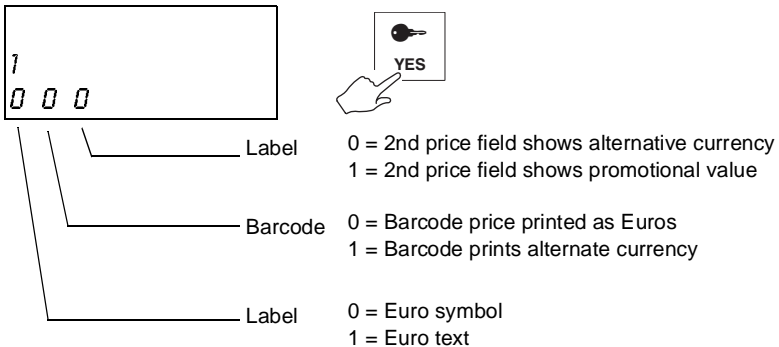 1
0 0 0
YES
Label 0 = 2nd price field shows alternative currency
1 = 2nd price field shows promotional value
Barcode 0 = Barcode price printed as Euros
1 = Barcode prints alternate currency
Label 0 = Euro symbol
1 = Euro text